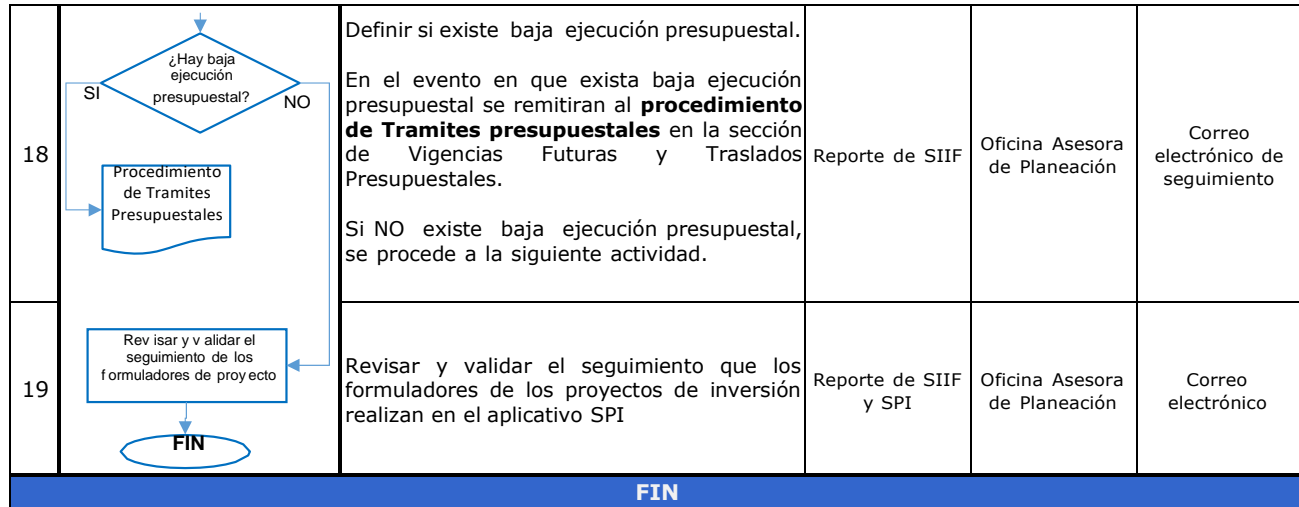 18
¿Hay baja
ejecución
presupuestal?
SI
NO
Procedimiento
de Tramites
Presupuestales
Definir si existe baja ejecución presupuestal.
En el evento en que exista baja ejecución
presupuestal se remitiran al procedimiento
de Tramites presupuestales en la sección
de Vigencias Futuras y Traslados
Presupuestales.
Si NO existe baja ejecución presupuestal,
se procede a la siguiente actividad.
Reporte de SIIF
Oficina Asesora
de Planeación
Correo
electrónico de
seguimiento
19
Rev isar y v alidar el
seguimiento de los
f ormuladores de proy ecto
FIN
Revisar y validar el seguimiento que los
formuladores de los proyectos de inversión
realizan en el aplicativo SPI
Reporte de SIIF
y SPI
Oficina Asesora
de Planeación
Correo
electrónico
FIN